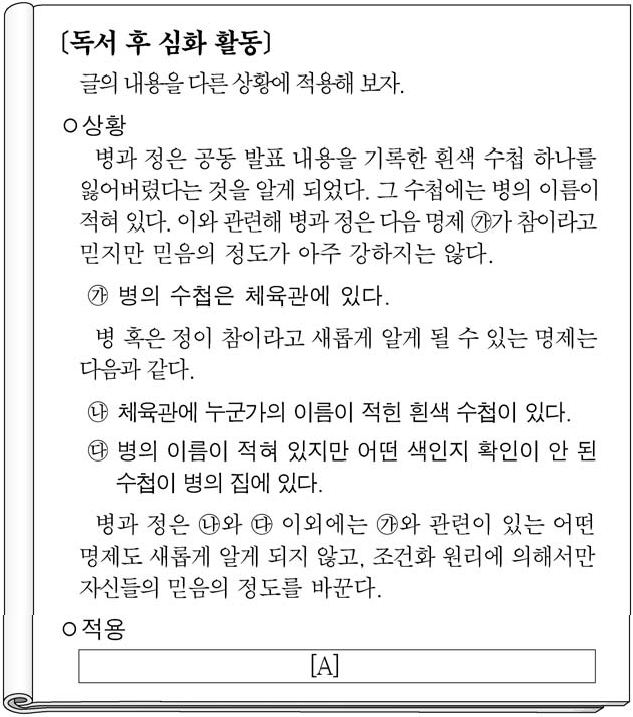 〔독서 후 심화 활동〕
글의 내용을 다른 상황에 적용해 보자.
○ 상황
병과 정은 공동 발표 내용을 기록한 흰색 수첩 하나를
잃어버렸다는 것을 알게 되었다. 그 수첩에는 병의 이름이
적혀 있다. 이와 관련해 병과 정은 다음 명제 ㉮가 참이라고
믿지만 믿음의 정도가 아주 강하지는 않다.
㉮ 병의 수첩은 체육관에 있다.
병 혹은 정이 참이라고 새롭게 알게 될 수 있는 명제는
다음과 같다.
㉯ 체육관에 누군가의 이름이 적힌 흰색 수첩이 있다.
㉰ 병의 이름이 적혀 있지만 어떤 색인지 확인이 안 된
수첩이 병의 집에 있다.
병과 정은 ㉯와 ㉰ 이외에는 ㉮와 관련이 있는 어떤
명제도 새롭게 알게 되지 않고, 조건화 원리에 의해서만
자신들의 믿음의 정도를 바꾼다.
○ 적용
[A]